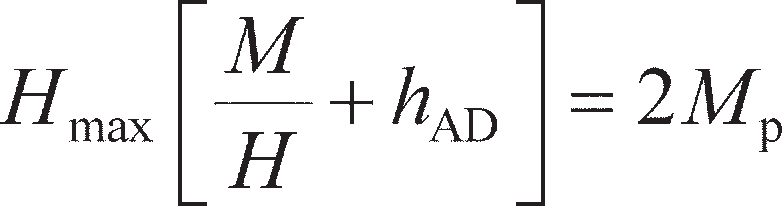 H_max [ M/H + h_AD ] = 2M_p